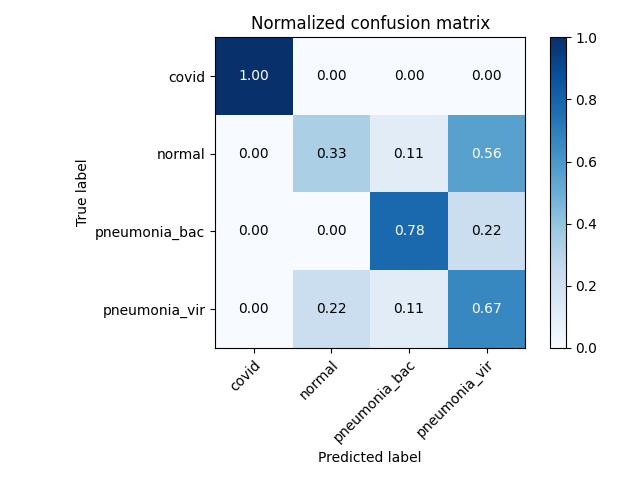 Normalized confusion matrix
True label
covid 1.00 0.00 0.00 0.00
normal 0.00 0.33 0.11 0.56
pneumonia_bac 0.00 0.00 0.78 0.22
pneumonia_vir 0.00 0.22 0.11 0.67
covid normal pneumonia_bac pneumonia_vir
Predicted label
1.0
0.8
0.6
0.4
0.2
0.0